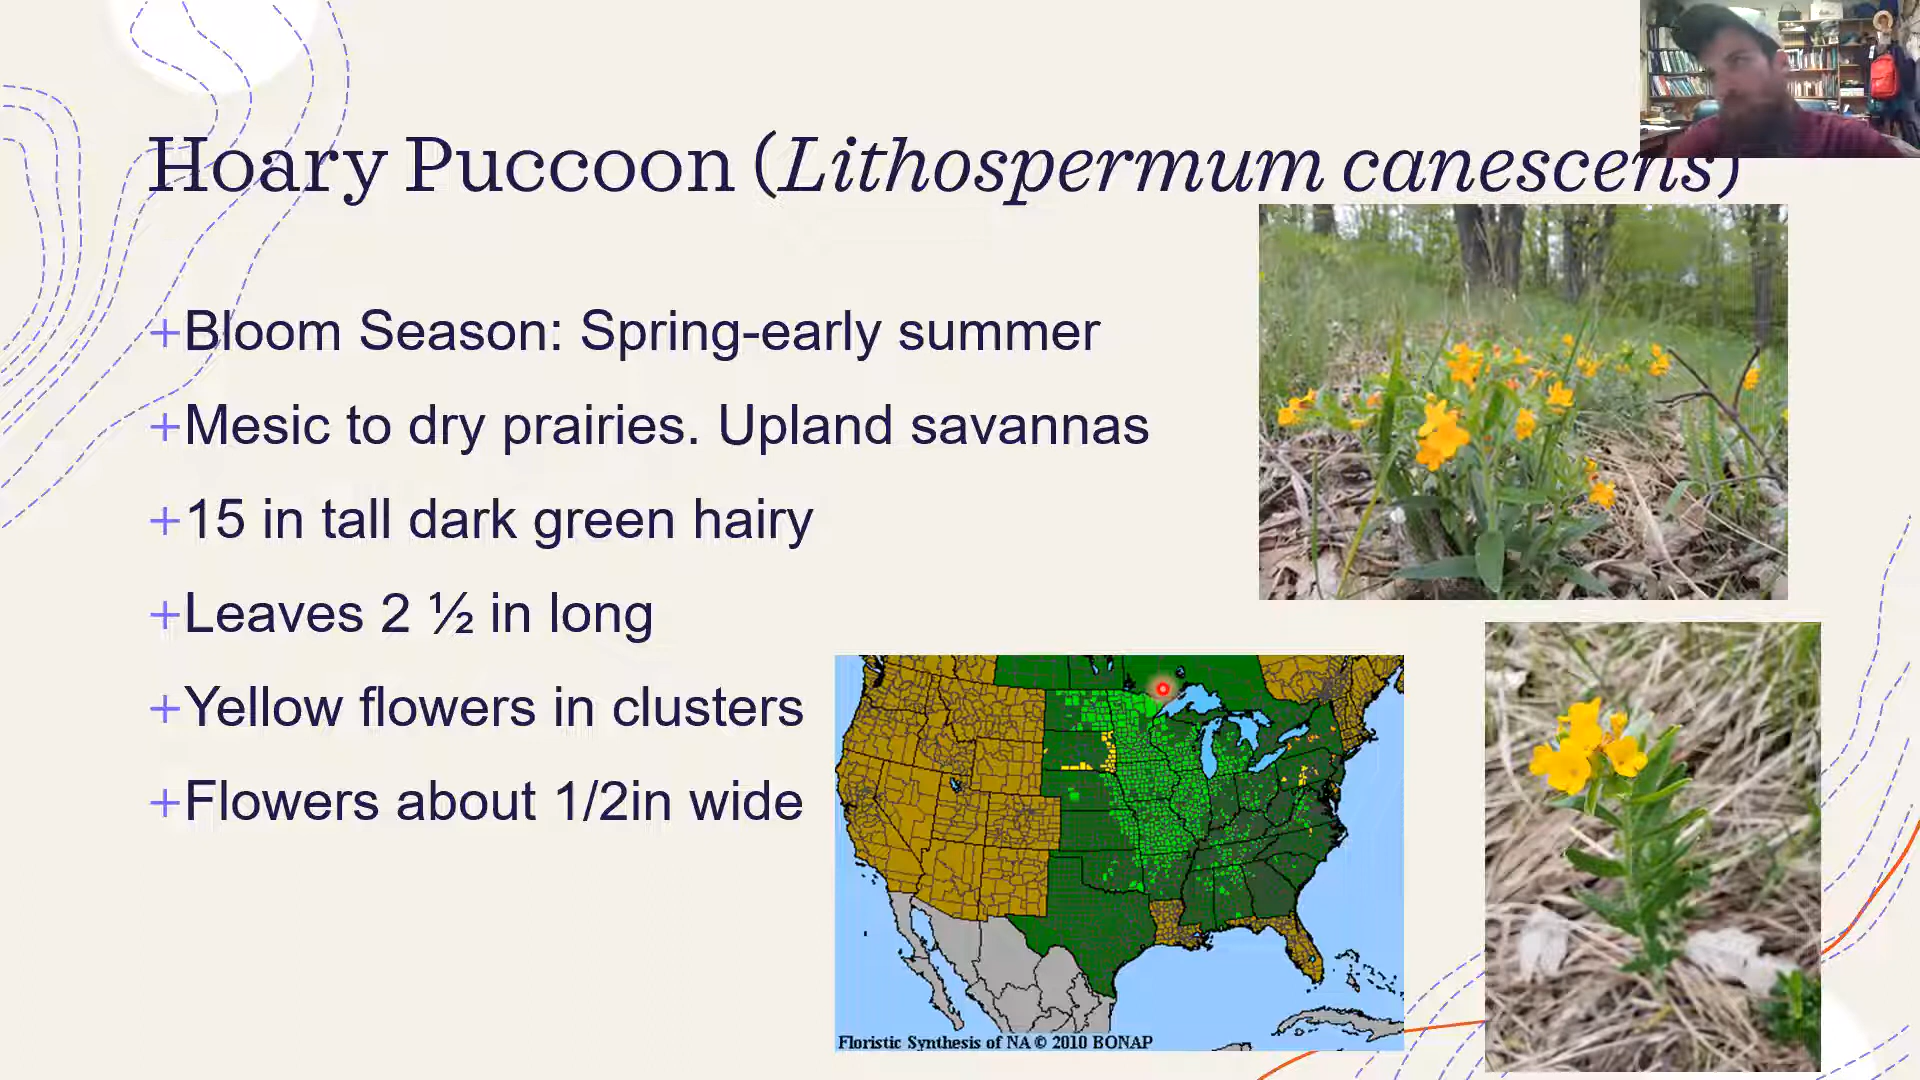 Hoary Puccoon (Lithospermum canescens)
+Bloom Season: Spring-early summer
+Mesic to dry prairies. Upland savannas
+15 in tall dark green hairy
+Leaves 2 ½ in long
+Yellow flowers in clusters
+Flowers about 1/2in wide
Floristic Synthesis of NA © 2010 BONAP